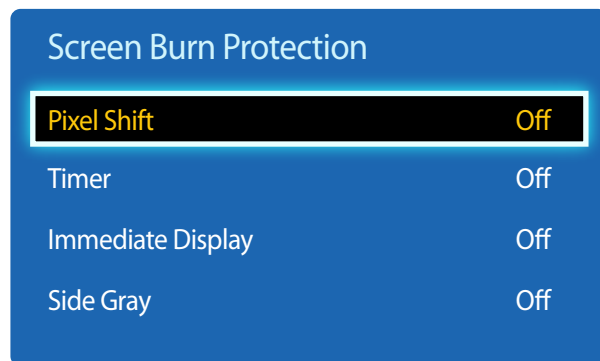 Screen Burn Protection
Pixel Shift Off
Timer Off
Immediate Display Off
Side Gray Off